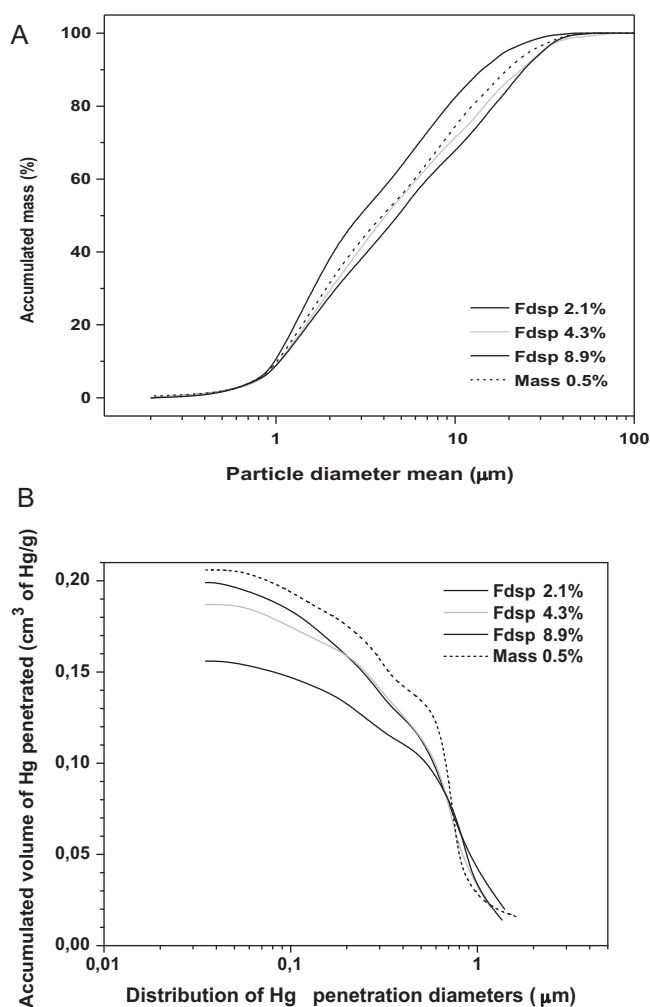 A
100
80
60
40
20
0
Accumulated mass (%)
Fdsp 2.1%
Fdsp 4.3%
Fdsp 8.9%
Mass 0.5%
1 10 100
Particle diameter mean (μm)
B
0,20
0,15
0,10
0,05
0,00
Accumulated volume of Hg penetrated (cm³ of Hg/g)
Fdsp 2.1%
Fdsp 4.3%
Fdsp 8.9%
Mass 0.5%
0,01 0,1 1
Distribution of Hg penetration diameters (μm)